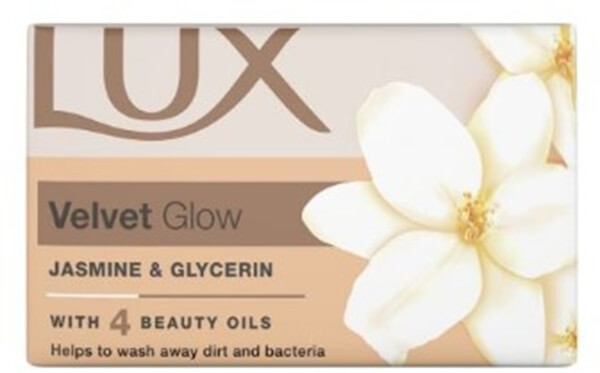 LUX
Velvet Glow
JASMINE & GLYCERIN
WITH 4 BEAUTY OILS
Helps to wash away dirt and bacteria